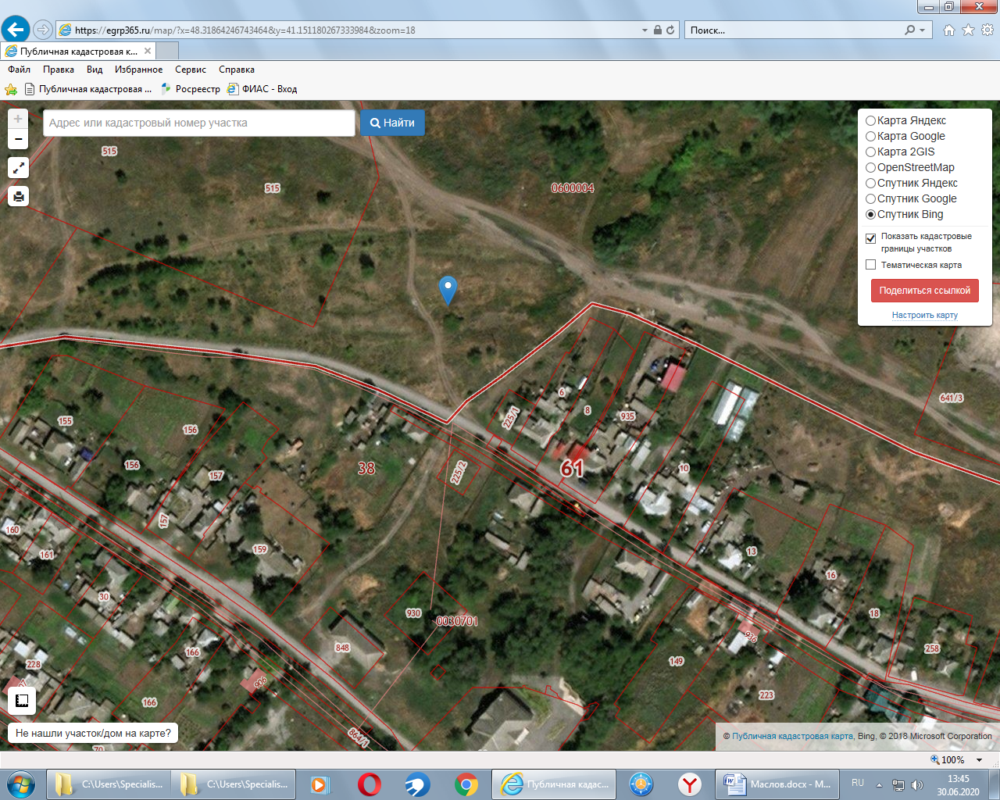 https://egrp365.ru/map/?x=48.31864246743464&y=41.151180267333984&zoom=18
Поиск...
Публичная кадастровая к...
Файл Правка Вид Избранное Сервис Справка
Публичная кадастровая ... Росреестр ФИАС - Вход
+
−
Адрес или кадастровый номер участка
Найти
Карта Яндекс
Карта Google
Карта 2GIS
OpenStreetMap
Спутник Яндекс
Спутник Google
Спутник Bing
Показать кадастровые
границы участков
Тематическая карта
Поделиться ссылкой
Настроить карту
515
515
0600004
641/3
6
225/1
8
935
155
156
156
38
225/2
61
10
157
157
160
161
159
13
16
30
930
0030701
18
848
936
258
166
149
228
906
166
223
864/1
70
Не нашли участок/дом на карте?
© Публичная кадастровая карта, Bing, © 2018 Microsoft Corporation
100%
C:\Users\Specialis...
C:\Users\Specialis...
Публичная кадас...
Маслов.docx - M...
RU
13:45
30.06.2020